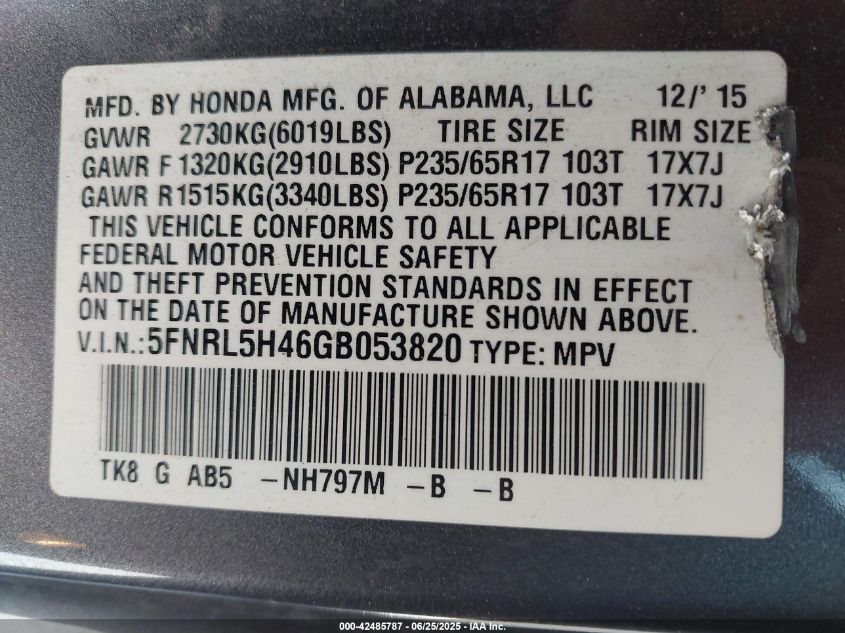 MFD. BY HONDA MFG. OF ALABAMA, LLC 12/' 15
GVWR 2730KG(6019LBS) TIRE SIZE RIM SIZE
GAWR F 1320KG(2910LBS) P235/65R17 103T 17X7J
GAWR R 1515KG(3340LBS) P235/65R17 103T 17X7J
THIS VEHICLE CONFORMS TO ALL APPLICABLE
FEDERAL MOTOR VEHICLE SAFETY
AND THEFT PREVENTION STANDARDS IN EFFECT
ON THE DATE OF MANUFACTURE SHOWN ABOVE.
V.I.N.:5FNRL5H46GB053820 TYPE: MPV
TK8 G AB5 -NH797M -B -B
000-42485787 - 06/25/2025 - IAA Inc.